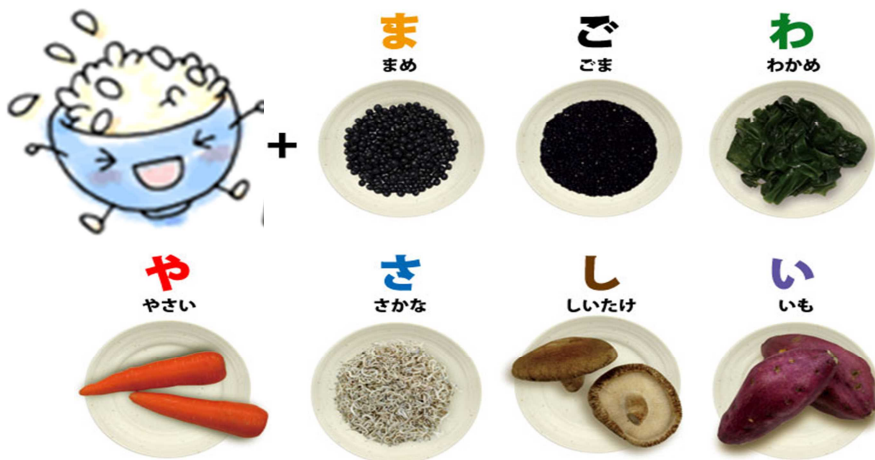 ま ご わ
まめ ごま わかめ
+
や さ し い
やさい さかな しいたけ いも